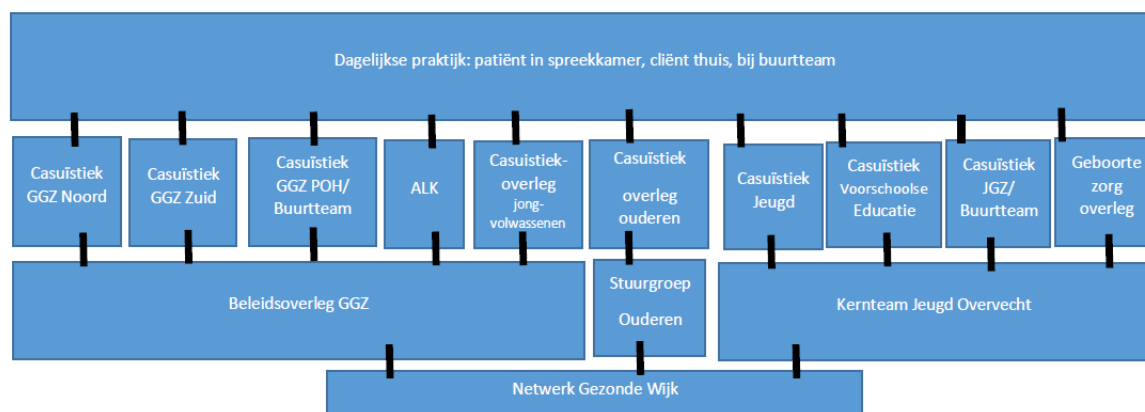 Dagelijkse praktijk: patiënt in spreekkamer, cliënt thuis, bij buurtteam
Casuïstiek
GGZ Noord
Casuïstiek
GGZ Zuid
Casuïstiek
GGZ POH/
Buurtteam
ALK
Casuistiek-
overleg
jong-
volwassenen
Casuïstiek
overleg
ouderen
Casuïstiek
Jeugd
Casuïstiek
Voorschoolse
Educatie
Casuïstiek
JGZ/
Buurtteam
Geboorte
zorg
overleg
Beleidsoverleg GGZ
Stuurgroep
Ouderen
Kernteam Jeugd Overvecht
Netwerk Gezonde Wijk